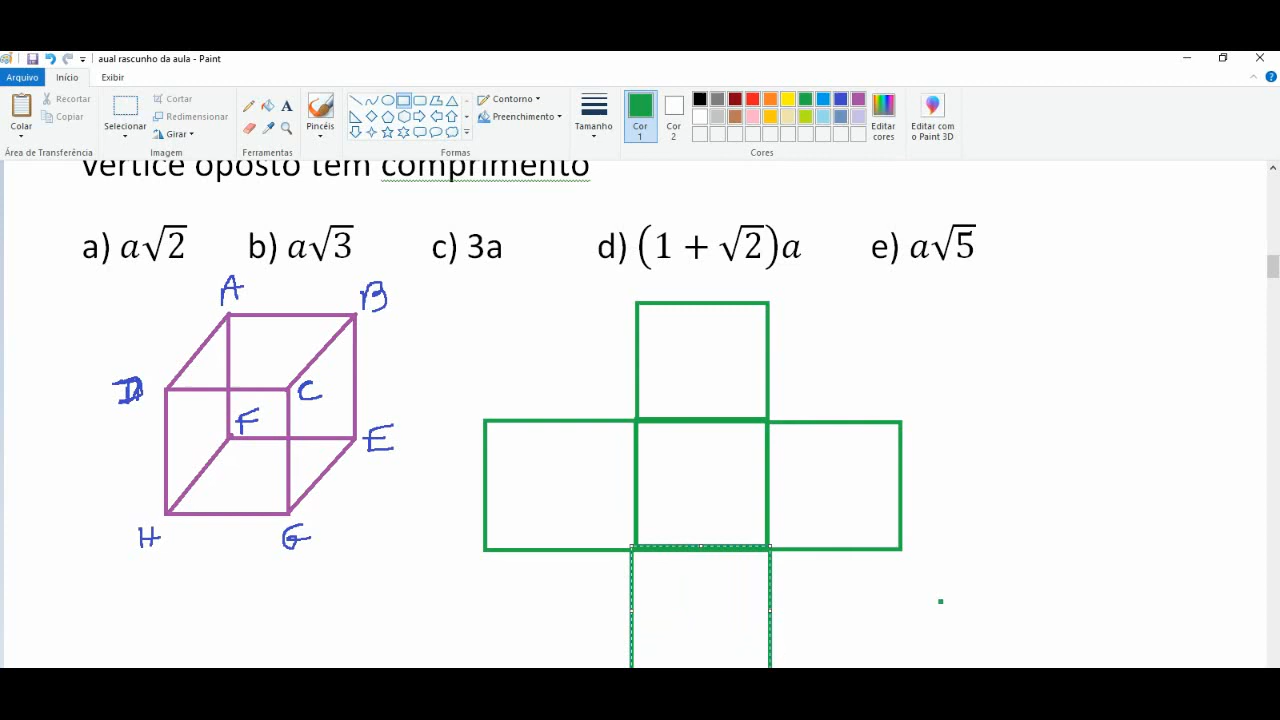 aual rascunho da aula - Paint
Arquivo Início Exibir
Colar
Recortar
Copiar
Área de Transferência
Selecionar
Cortar
Redimensionar
Girar
Imagem
A
Ferramentas
Pincéis
Formas
Contorno
Preenchimento
Tamanho
Cor 1
Cor 2
Cores
Editar cores
Editar com o Paint 3D
vértice oposto tem comprimento
a) a√2 b) a√3 c) 3a d) (1 + √2)a e) a√5
A B
D C
F E
H G